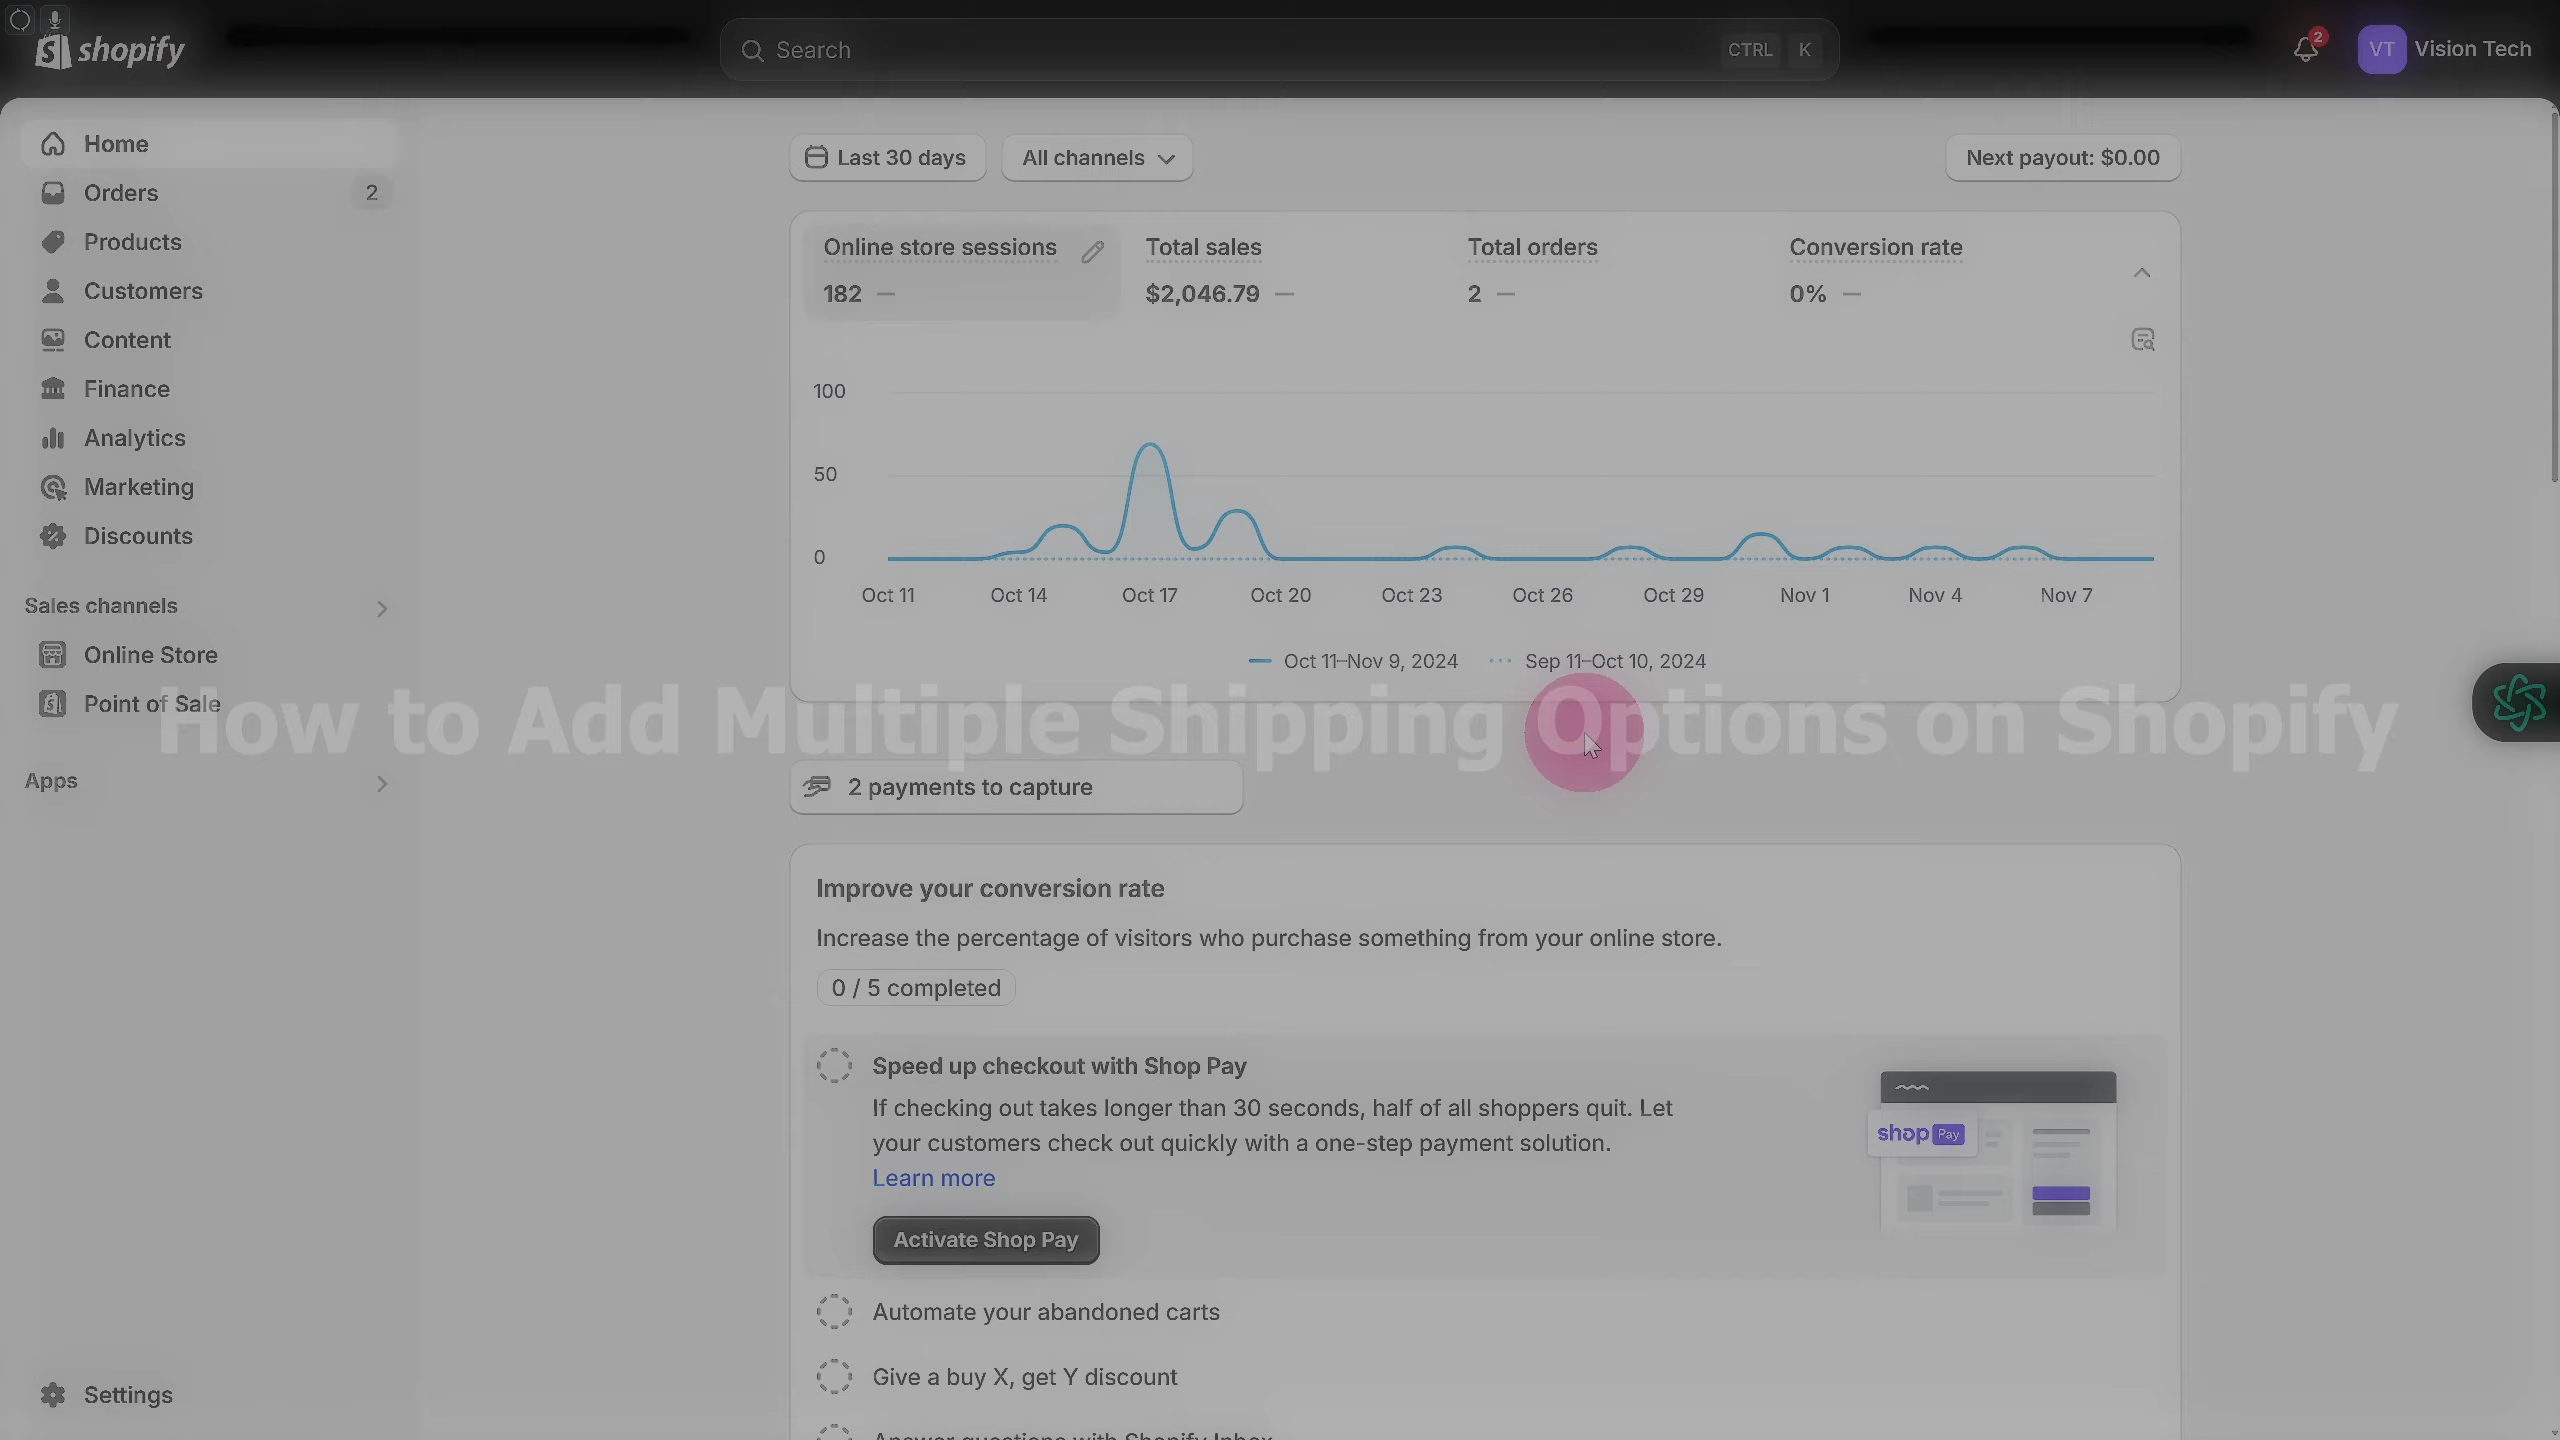 shopify
Search
CTRL K
2
VT Vision Tech
Home
Orders 2
Products
Customers
Content
Finance
Analytics
Marketing
Discounts
Sales channels
Online Store
Point of Sale
Apps
Settings
Last 30 days
All channels
Next payout: $0.00
Online store sessions
182 —
Total sales
$2,046.79 —
Total orders
2 —
Conversion rate
0% —
100
50
0
Oct 11 Oct 14 Oct 17 Oct 20 Oct 23 Oct 26 Oct 29 Nov 1 Nov 4 Nov 7
Oct 11–Nov 9, 2024 Sep 11–Oct 10, 2024
How to Add Multiple Shipping Options on Shopify
2 payments to capture
Improve your conversion rate
Increase the percentage of visitors who purchase something from your online store.
0 / 5 completed
Speed up checkout with Shop Pay
If checking out takes longer than 30 seconds, half of all shoppers quit. Let
your customers check out quickly with a one-step payment solution.
Learn more
Activate Shop Pay
shop Pay
Automate your abandoned carts
Give a buy X, get Y discount
Answer questions with Shopify Inbox